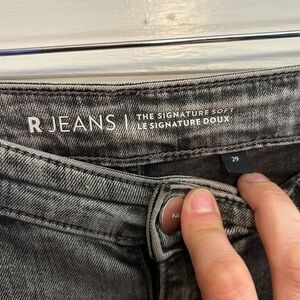 R JEANS | THE SIGNATURE SOFT
LE SIGNATURE DOUX
29